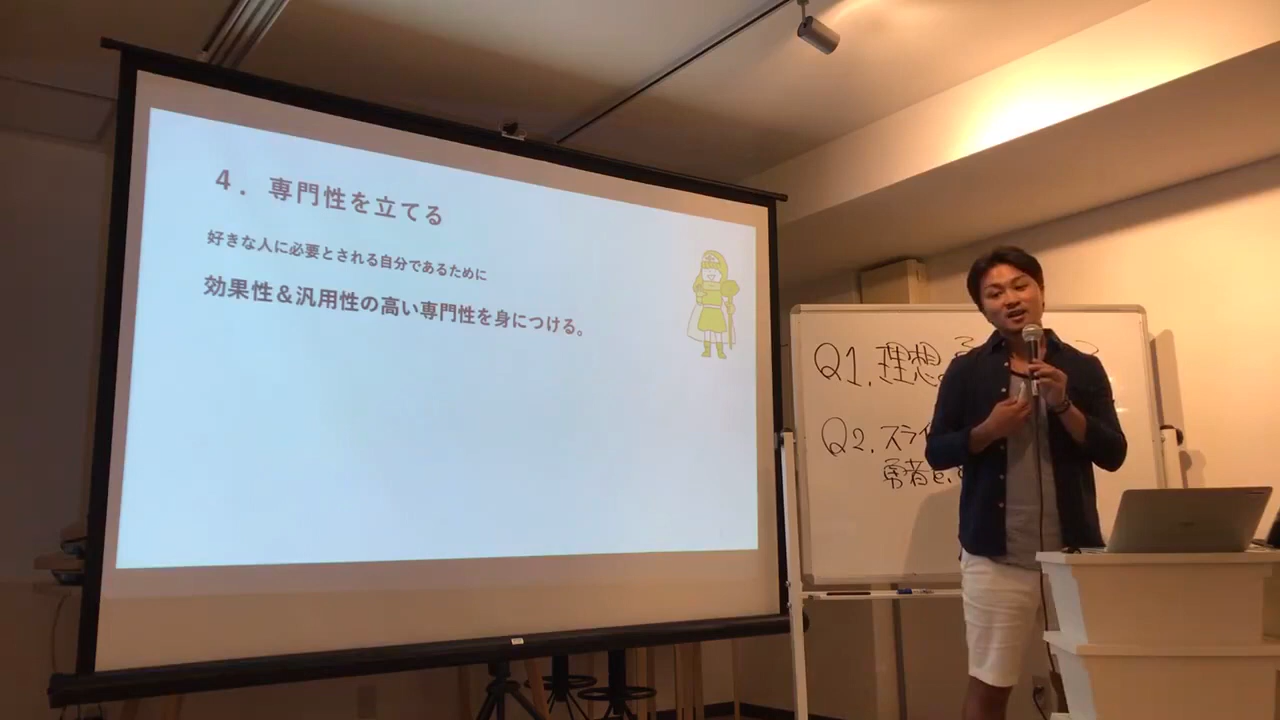 4. 専門性を立てる
好きな人に必要とされる自分であるために
効果性＆汎用性の高い専門性を身につける。
Q1. 理想
Q2. スライ
勇者と、